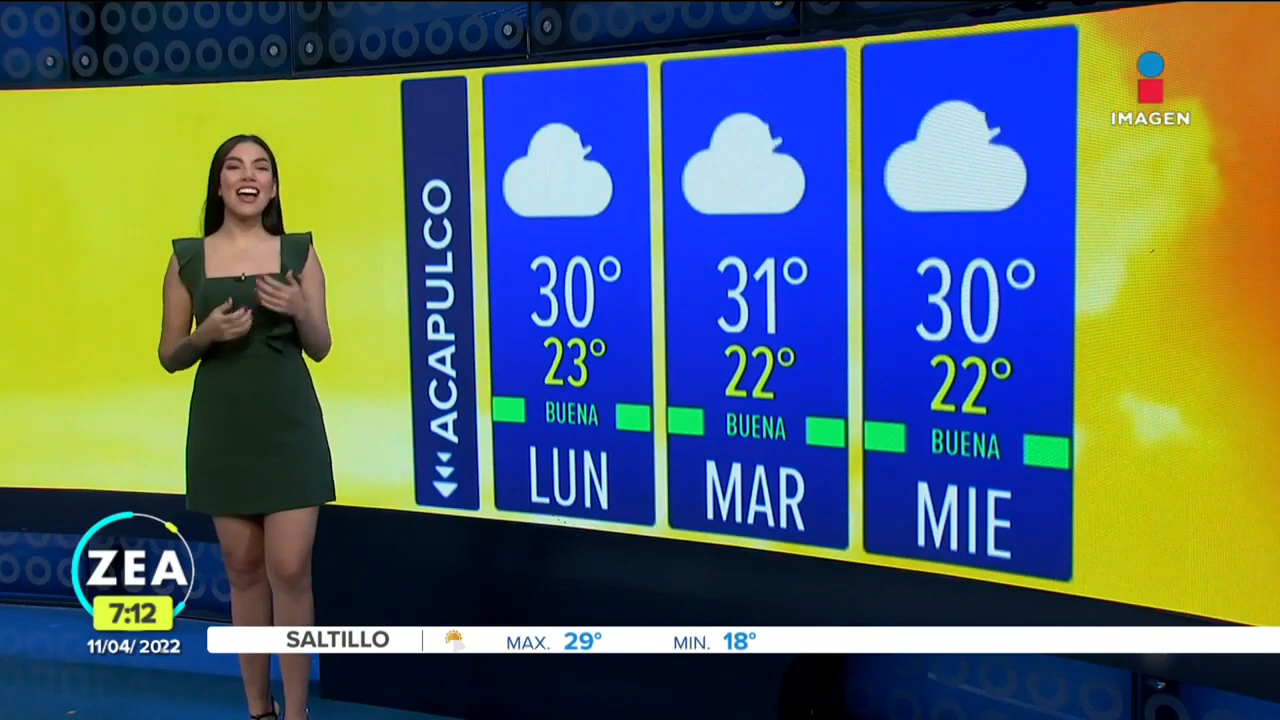 IMAGEN
ACAPULCO
30°
23°
BUENA
LUN
31°
22°
BUENA
MAR
30°
22°
BUENA
MIE
ZEA
7:12
11/04/2022
SALTILLO MAX. 29° MIN. 18°